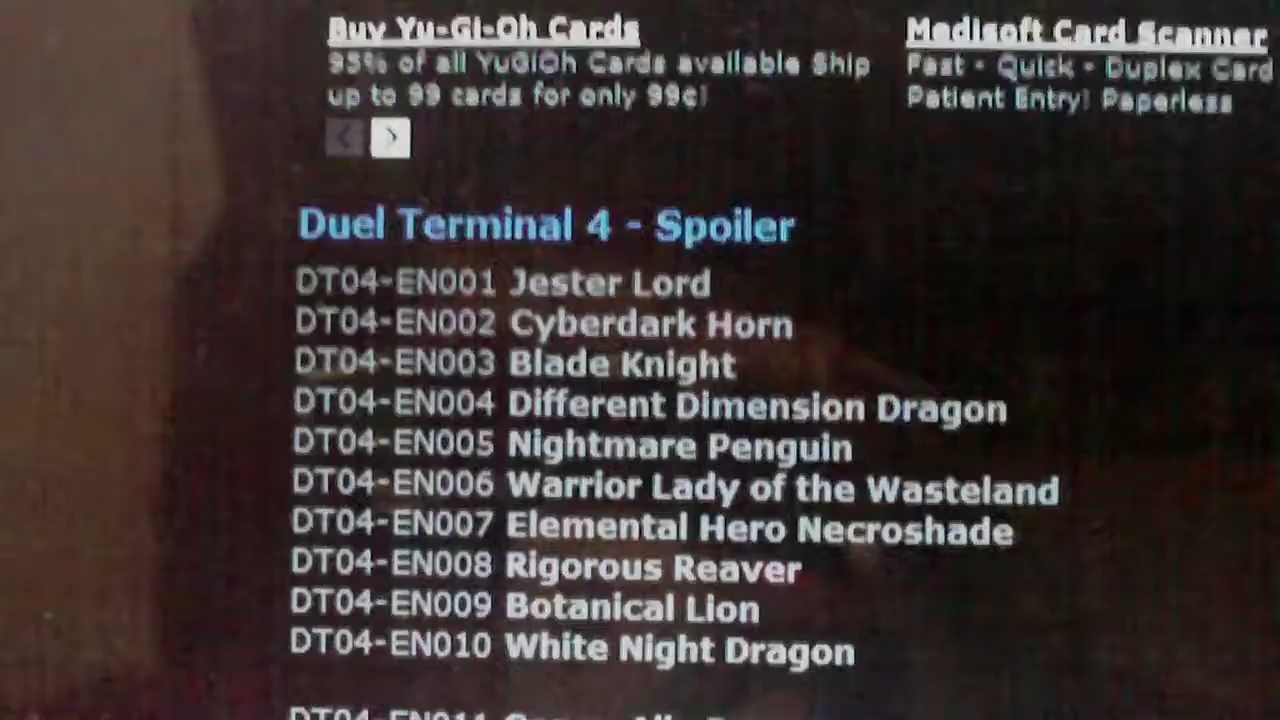 Buy Yu-Gi-Oh Cards
95% of all YuGiOh Cards available Ship
up to 99 cards for only 99c!
Medisoft Card Scanner
Fast - Quick - Duplex Card
Patient Entry! Paperless
Duel Terminal 4 - Spoiler
DT04-EN001 Jester Lord
DT04-EN002 Cyberdark Horn
DT04-EN003 Blade Knight
DT04-EN004 Different Dimension Dragon
DT04-EN005 Nightmare Penguin
DT04-EN006 Warrior Lady of the Wasteland
DT04-EN007 Elemental Hero Necroshade
DT04-EN008 Rigorous Reaver
DT04-EN009 Botanical Lion
DT04-EN010 White Night Dragon
DT04-EN011